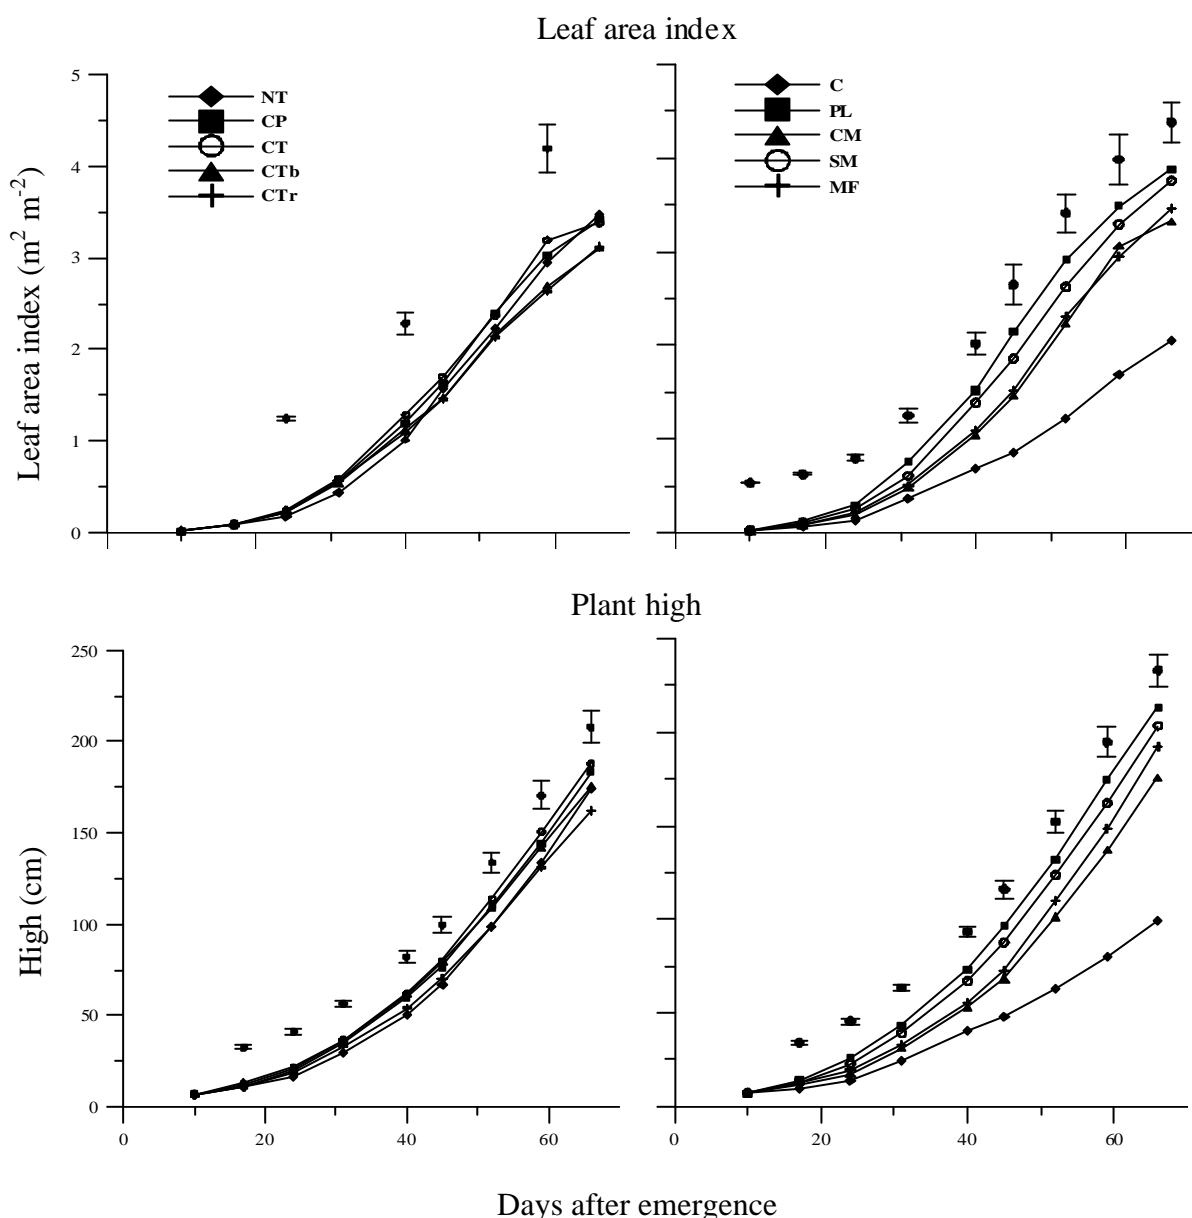 Leaf area index
Leaf area index (m² m⁻²)
5
4
3
2
1
0
NT
CP
CT
CTb
CTr
C
PL
CM
SM
MF
Plant high
High (cm)
250
200
150
100
50
0
0 20 40 60
0 20 40 60
Days after emergence